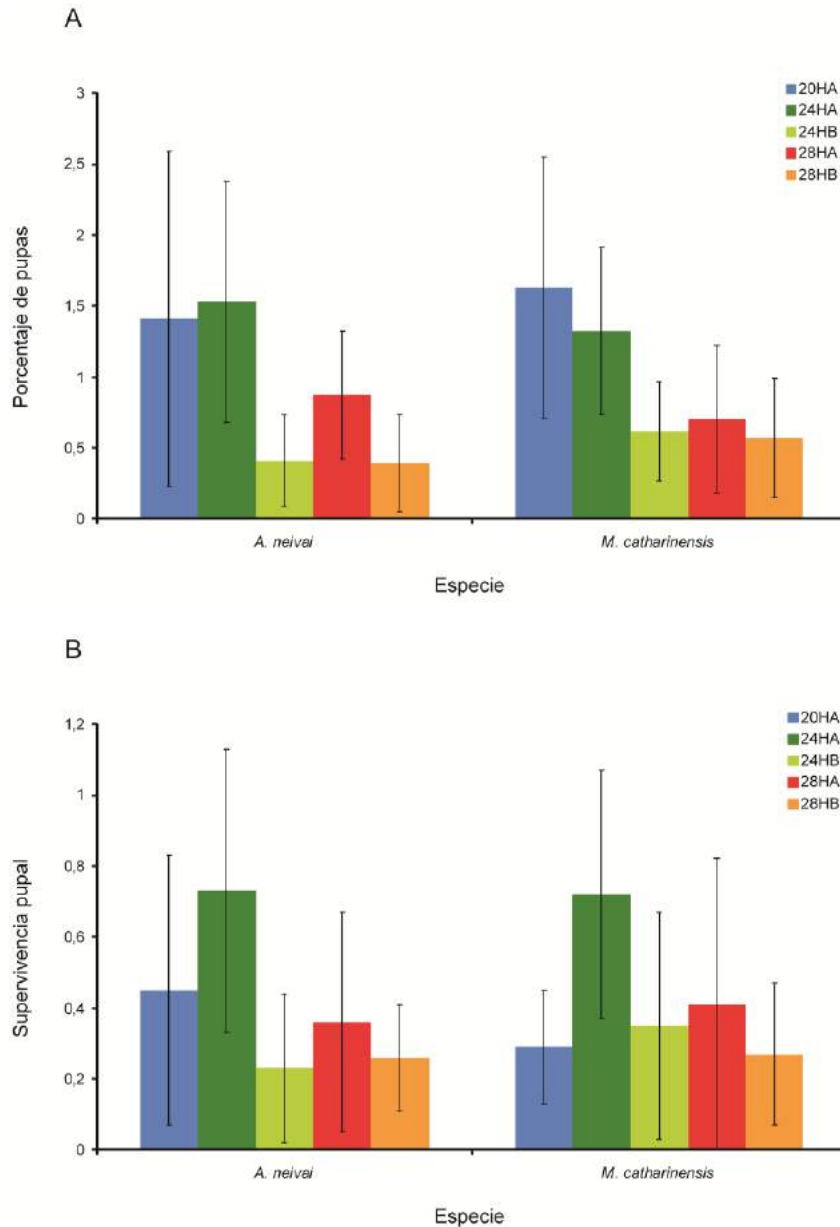 A
3
2,5
2
1,5
1
0,5
0
Porcentaje de pupas
20HA
24HA
24HB
28HA
28HB
A. neivai M. catharinensis
Especie
B
1,2
1
0,8
0,6
0,4
0,2
0
Supervivencia pupal
20HA
24HA
24HB
28HA
28HB
A. neivai M. catharinensis
Especie